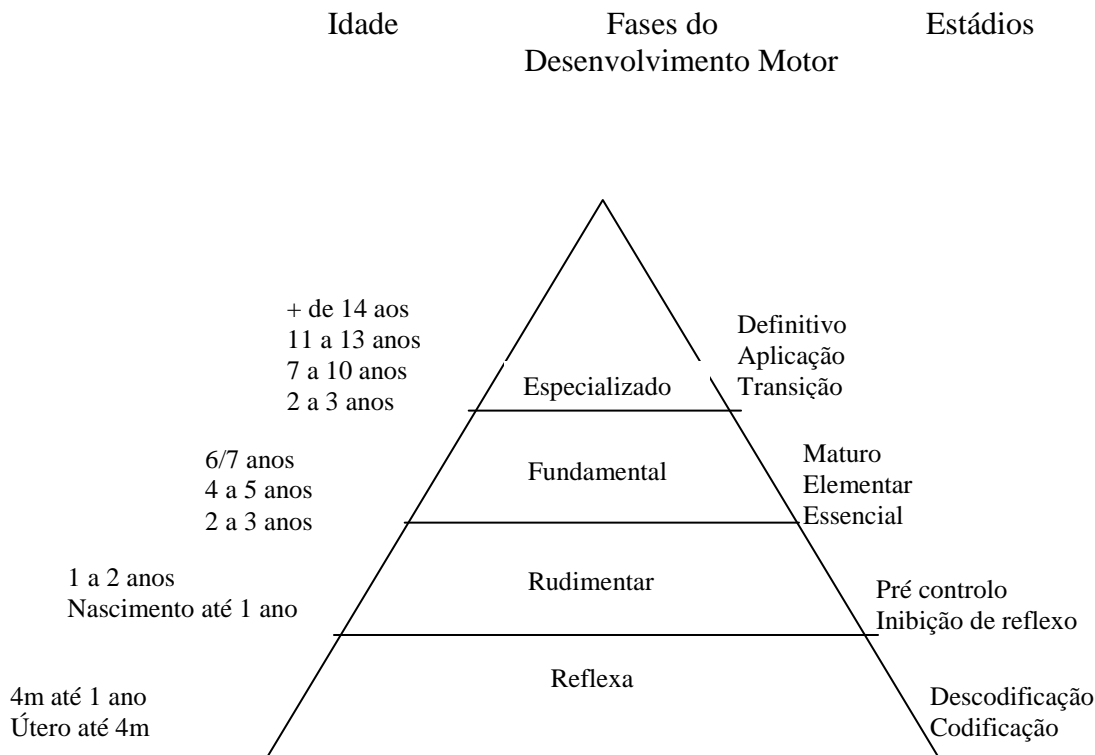 Idade
Fases do
Desenvolvimento Motor
Estádios
+ de 14 aos
11 a 13 anos
7 a 10 anos
2 a 3 anos
Especializado
Definitivo
Aplicação
Transição
6/7 anos
4 a 5 anos
2 a 3 anos
Fundamental
Maturo
Elementar
Essencial
1 a 2 anos
Nascimento até 1 ano
Rudimentar
Pré controlo
Inibição de reflexo
4m até 1 ano
Útero até 4m
Reflexa
Descodificação
Codificação